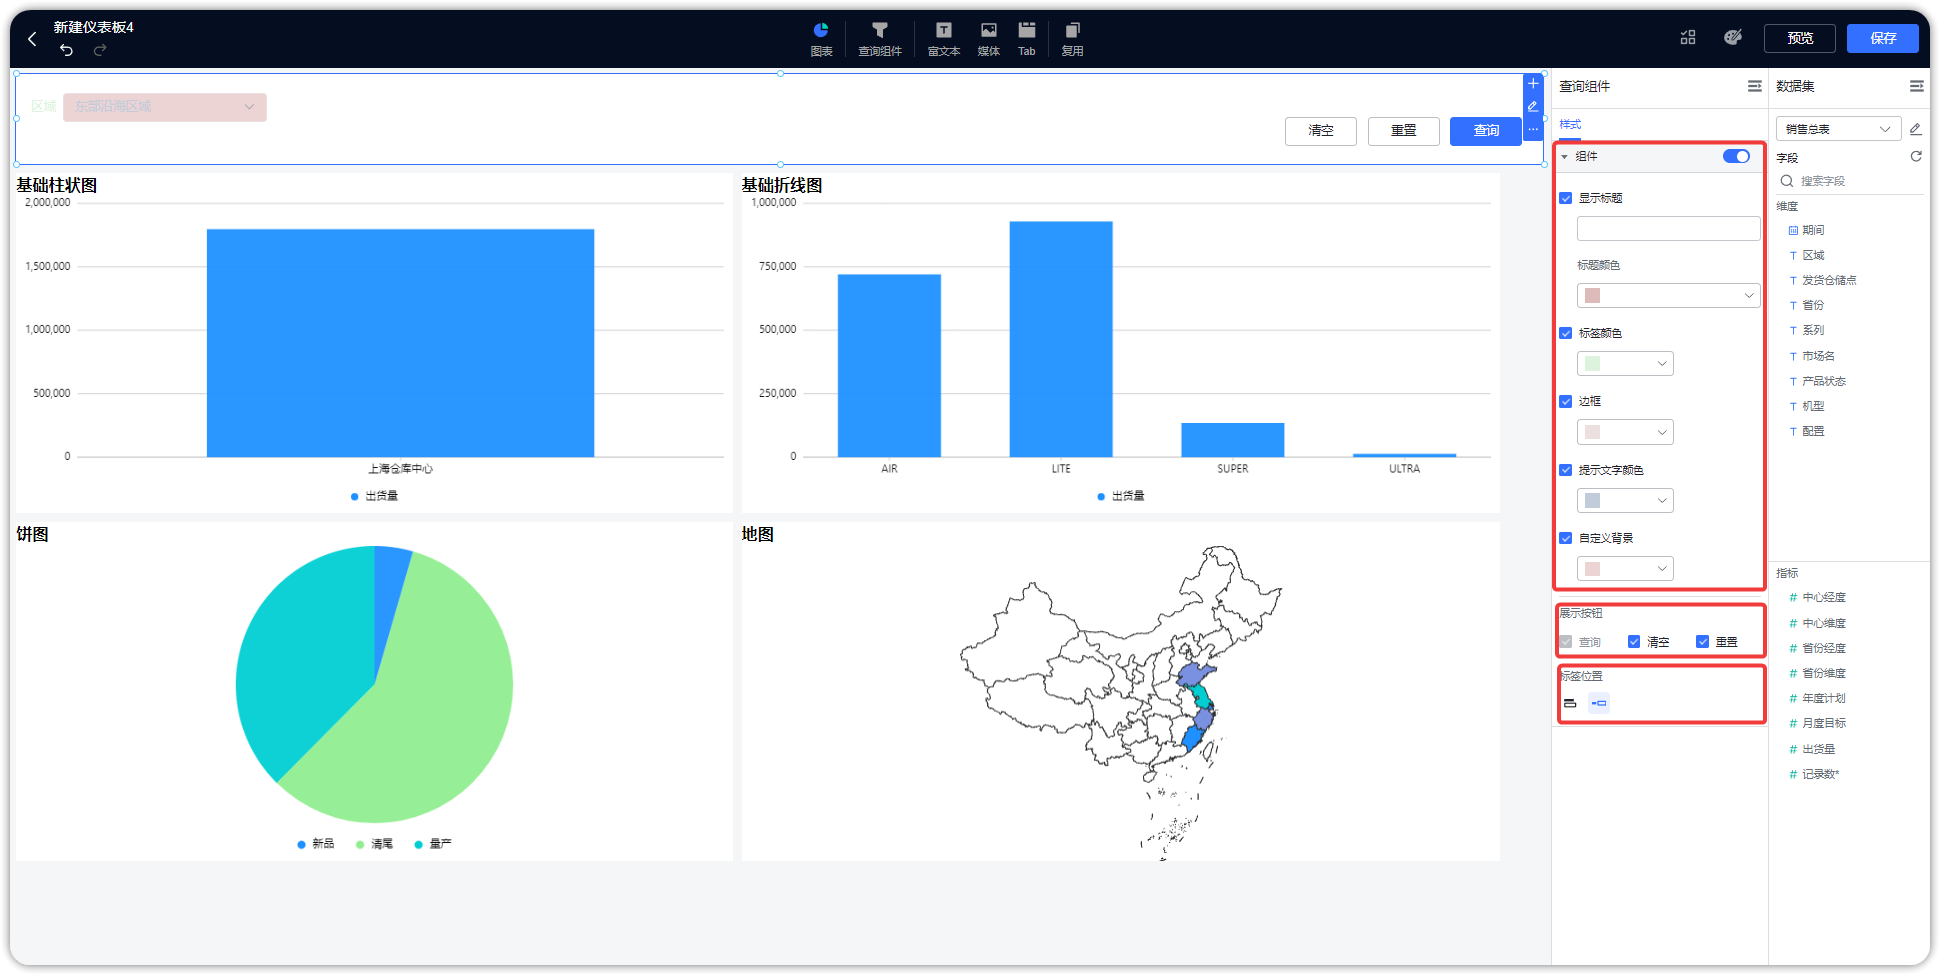 新建仪表板4
图表
查询组件
富文本
媒体
Tab
复用
预览
保存
区域
东部沿海区域
清空
重置
查询
基础柱状图
2,000,000
1,500,000
1,000,000
500,000
0
上海仓库中心
出货量
基础折线图
1,000,000
750,000
500,000
250,000
0
AIR
LITE
SUPER
ULTRA
出货量
饼图
新品
清尾
量产
地图
查询组件
样式
组件
显示标题
标题颜色
标签颜色
边框
提示文字颜色
自定义背景
展示按钮
查询
清空
重置
标签位置
数据集
销售总表
字段
搜索字段
维度
期间
T 区域
T 发货仓储点
T 省份
T 系列
T 市场名
T 产品状态
T 机型
T 配置
指标
# 中心经度
# 中心维度
# 省份经度
# 省份维度
# 年度计划
# 月度目标
# 出货量
# 记录数*